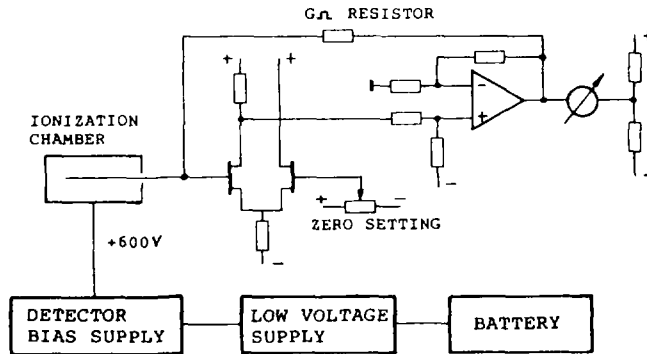 GΩ RESISTOR
+ +
-
+
IONIZATION
CHAMBER
+ -
-
ZERO SETTING
-
+600V
DETECTOR
BIAS SUPPLY
LOW VOLTAGE
SUPPLY
BATTERY